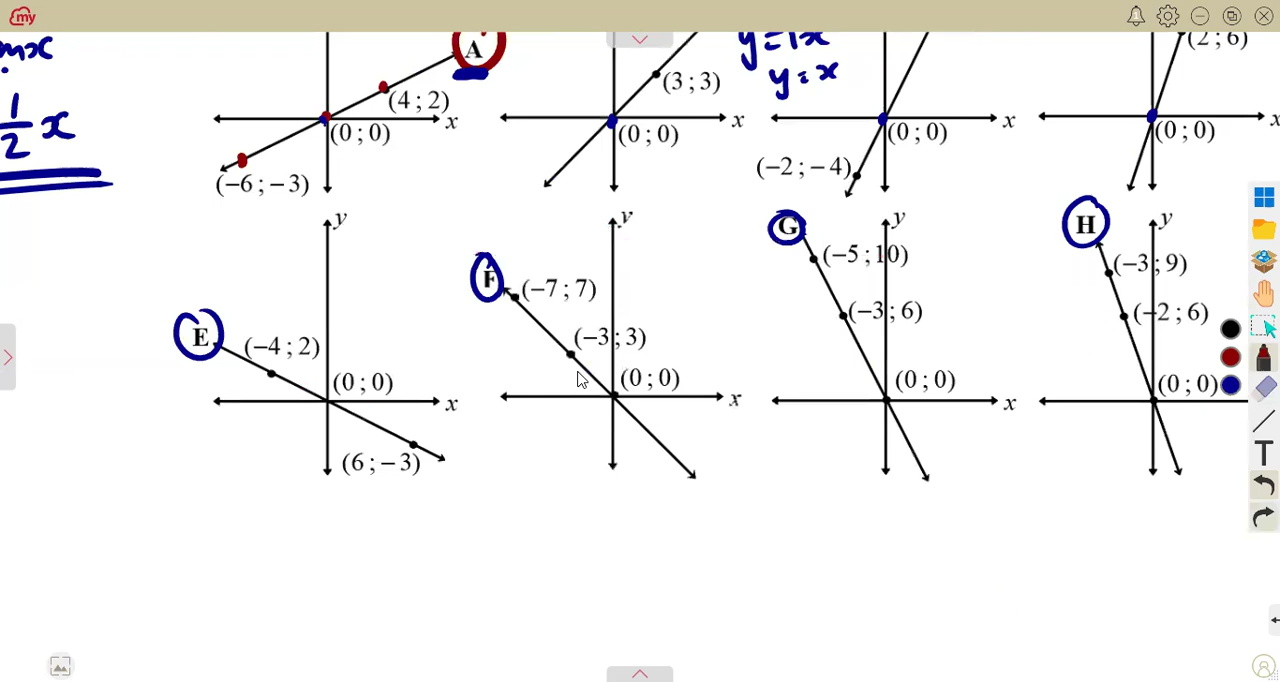 my
mx
1/2 x
A
(4 ; 2)
x
(0 ; 0)
(−6 ; −3)
(3 ; 3)
x
(0 ; 0)
y = 1x
y = x
x
(0 ; 0)
(−2 ; −4)
(2 ; 6)
x
(0 ; 0)
y
E
(−4 ; 2)
(0 ; 0)
x
(6 ; −3)
y
F
(−7 ; 7)
(−3 ; 3)
(0 ; 0)
x
y
G
(−5 ; 10)
(−3 ; 6)
(0 ; 0)
x
y
H
(−3 ; 9)
(−2 ; 6)
(0 ; 0)
T